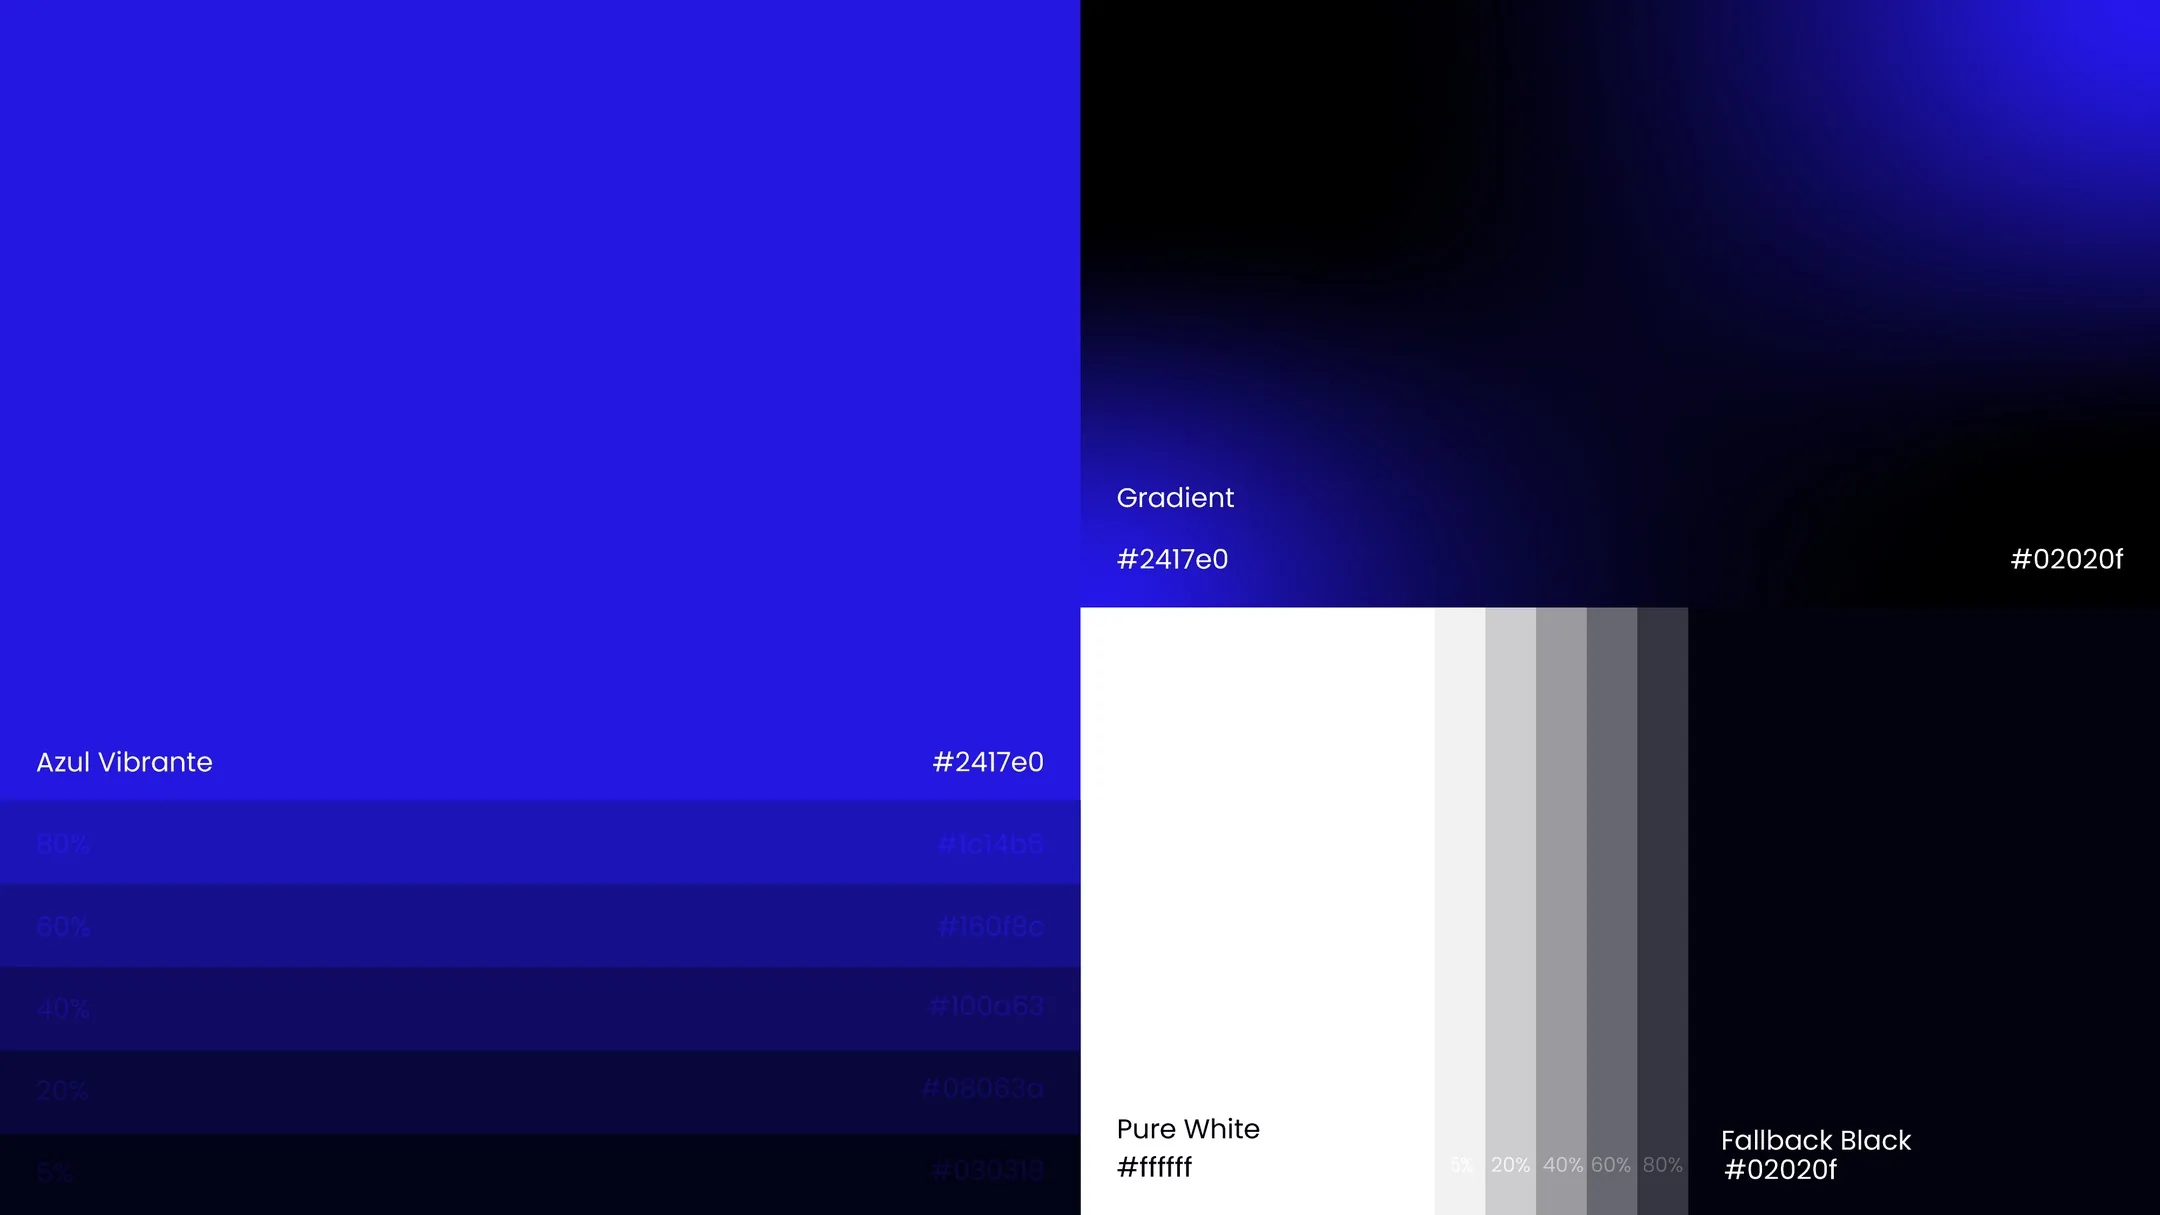 Azul Vibrante #2417e0
80% #1c14b8
60% #160f8c
40% #100a63
20% #08063a
5% #030318
Gradient
#2417e0 #02020f
Pure White
#ffffff
5% 20% 40% 60% 80%
Fallback Black
#02020f